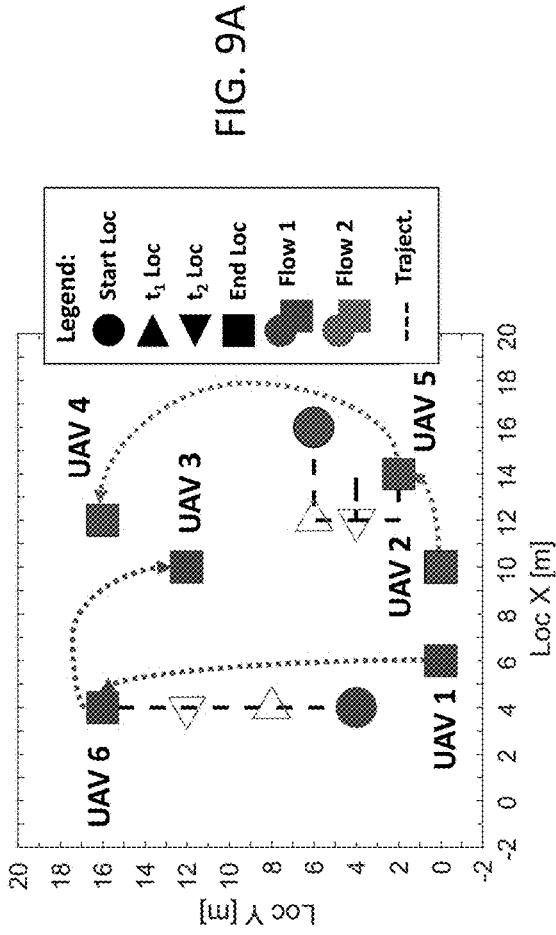 FIG. 9A
Legend:
Start Loc
t₁ Loc
t₂ Loc
End Loc
Flow 1
Flow 2
Traject.
UAV 4
UAV 3
UAV 6
UAV 5
UAV 2
UAV 1
Loc Y [m]
20
18
16
14
12
10
8
6
4
2
0
-2
-2
0
2
4
6
8
10
12
14
16
18
20
Loc X [m]